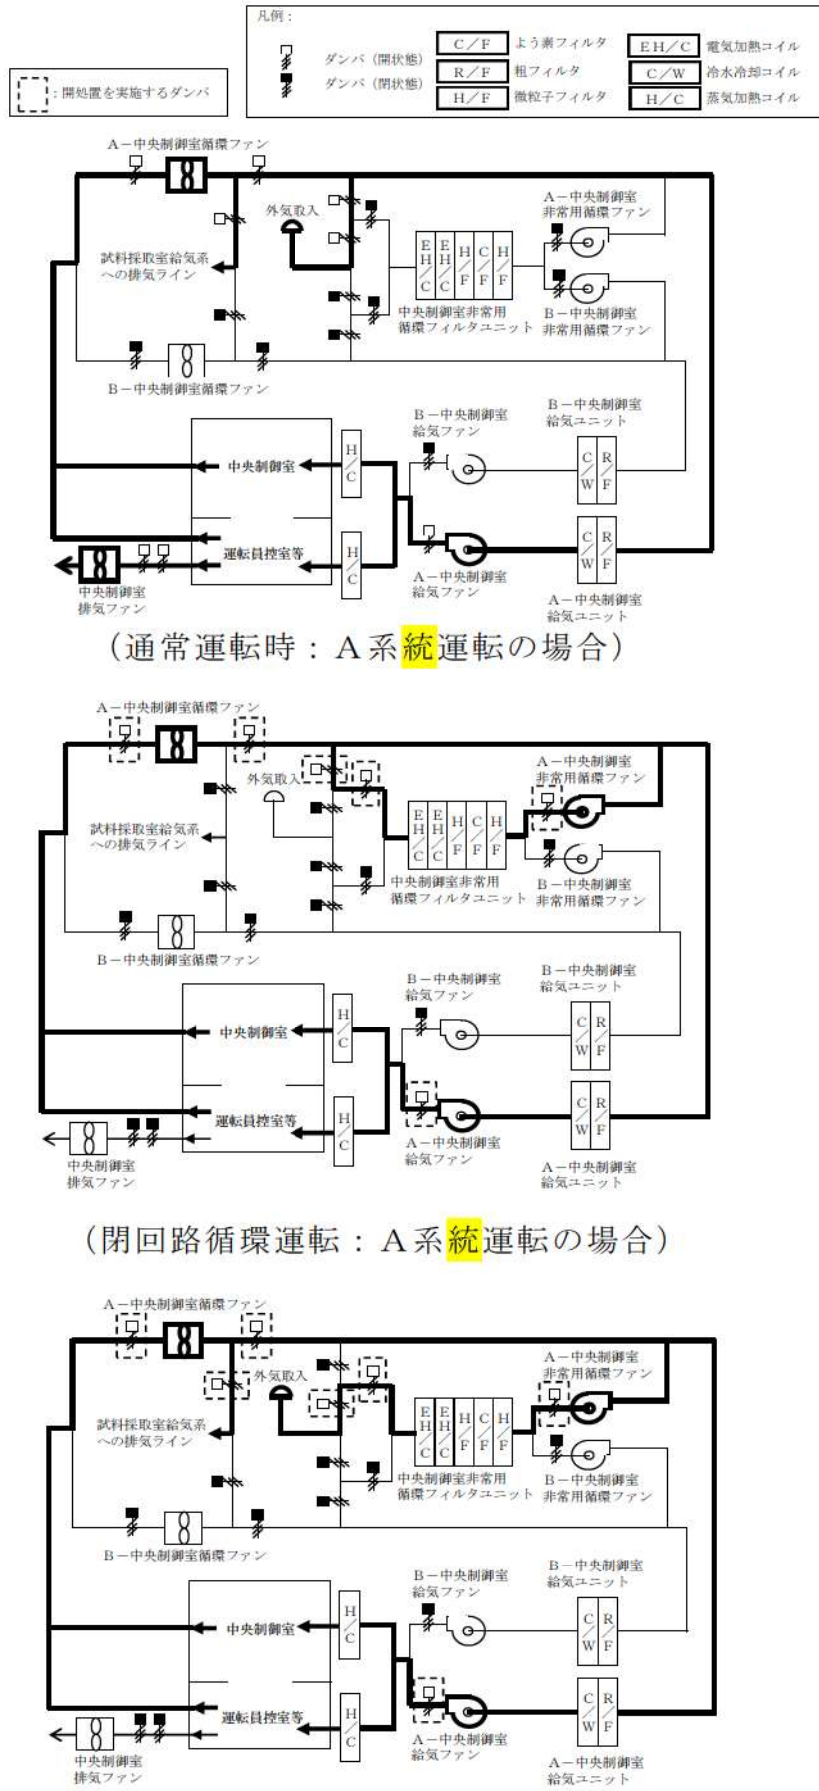 凡例：
ダンパ（開状態）
ダンパ（閉状態）
Ｃ／Ｆ よう素フィルタ
Ｒ／Ｆ 粗フィルタ
Ｈ／Ｆ 微粒子フィルタ
ＥＨ／Ｃ 電気加熱コイル
Ｃ／Ｗ 冷水冷却コイル
Ｈ／Ｃ 蒸気加熱コイル
：開処置を実施するダンパ
Ａ－中央制御室循環ファン
外気取入
試料採取室給気系
への排気ライン
ＥＨ／Ｃ
ＥＨ／Ｃ
Ｈ／Ｆ
Ｃ／Ｆ
Ｈ／Ｆ
中央制御室非常用
循環フィルタユニット
Ａ－中央制御室
非常用循環ファン
Ｂ－中央制御室
非常用循環ファン
Ｂ－中央制御室循環ファン
中央制御室
運転員控室等
Ｈ／Ｃ
Ｈ／Ｃ
Ｂ－中央制御室
給気ファン
Ｂ－中央制御室
給気ユニット
Ｃ／Ｗ
Ｒ／Ｆ
Ｃ／Ｗ
Ｒ／Ｆ
Ａ－中央制御室
給気ファン
Ａ－中央制御室
給気ユニット
中央制御室
排気ファン
（通常運転時：Ａ系統運転の場合）
Ａ－中央制御室循環ファン
外気取入
試料採取室給気系
への排気ライン
ＥＨ／Ｃ
ＥＨ／Ｃ
Ｈ／Ｆ
Ｃ／Ｆ
Ｈ／Ｆ
中央制御室非常用
循環フィルタユニット
Ａ－中央制御室
非常用循環ファン
Ｂ－中央制御室
非常用循環ファン
Ｂ－中央制御室循環ファン
中央制御室
運転員控室等
Ｈ／Ｃ
Ｈ／Ｃ
Ｂ－中央制御室
給気ファン
Ｂ－中央制御室
給気ユニット
Ｃ／Ｗ
Ｒ／Ｆ
Ｃ／Ｗ
Ｒ／Ｆ
Ａ－中央制御室
給気ファン
Ａ－中央制御室
給気ユニット
中央制御室
排気ファン
（閉回路循環運転：Ａ系統運転の場合）
Ａ－中央制御室循環ファン
外気取入
試料採取室給気系
への排気ライン
ＥＨ／Ｃ
ＥＨ／Ｃ
Ｈ／Ｆ
Ｃ／Ｆ
Ｈ／Ｆ
中央制御室非常用
循環フィルタユニット
Ａ－中央制御室
非常用循環ファン
Ｂ－中央制御室
非常用循環ファン
Ｂ－中央制御室循環ファン
中央制御室
運転員控室等
Ｈ／Ｃ
Ｈ／Ｃ
Ｂ－中央制御室
給気ファン
Ｂ－中央制御室
給気ユニット
Ｃ／Ｗ
Ｒ／Ｆ
Ｃ／Ｗ
Ｒ／Ｆ
Ａ－中央制御室
給気ファン
Ａ－中央制御室
給気ユニット
中央制御室
排気ファン